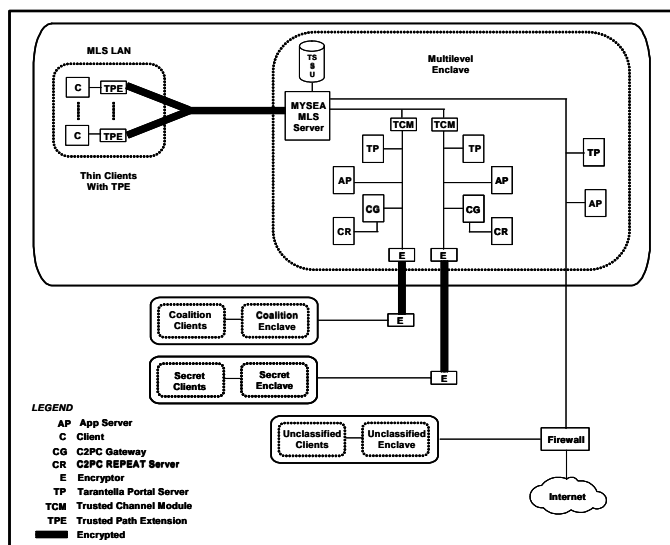 MLS LAN
C
TPE
C
TPE
Thin Clients
With TPE
TS
S
U
MYSEA
MLS
Server
Multilevel
Enclave
TCM
TCM
TP
TP
TP
AP
AP
AP
CG
CG
CR
CR
E
E
Coalition
Clients
Coalition
Enclave
E
Secret
Clients
Secret
Enclave
E
Unclassified
Clients
Unclassified
Enclave
Firewall
Internet
LEGEND
AP App Server
C Client
CG C2PC Gateway
CR C2PC REPEAT Server
E Encryptor
TP Tarantella Portal Server
TCM Trusted Channel Module
TPE Trusted Path Extension
Encrypted